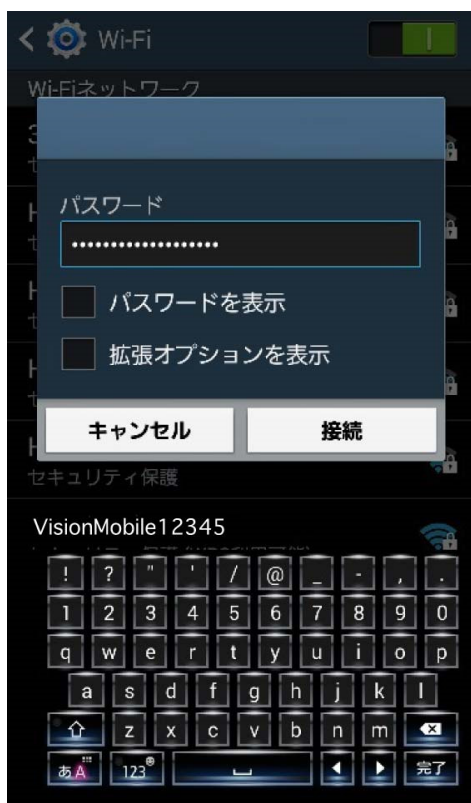 Wi-Fi
Wi-Fiネットワーク
パスワード
•••••••••••••••••••
パスワードを表示
拡張オプションを表示
キャンセル 接続
セキュリティ保護
VisionMobile12345
! ? " ' / @ _ - , .
1 2 3 4 5 6 7 8 9 0
q w e r t y u i o p
a s d f g h j k l
z x c v b n m
あA 123 完了